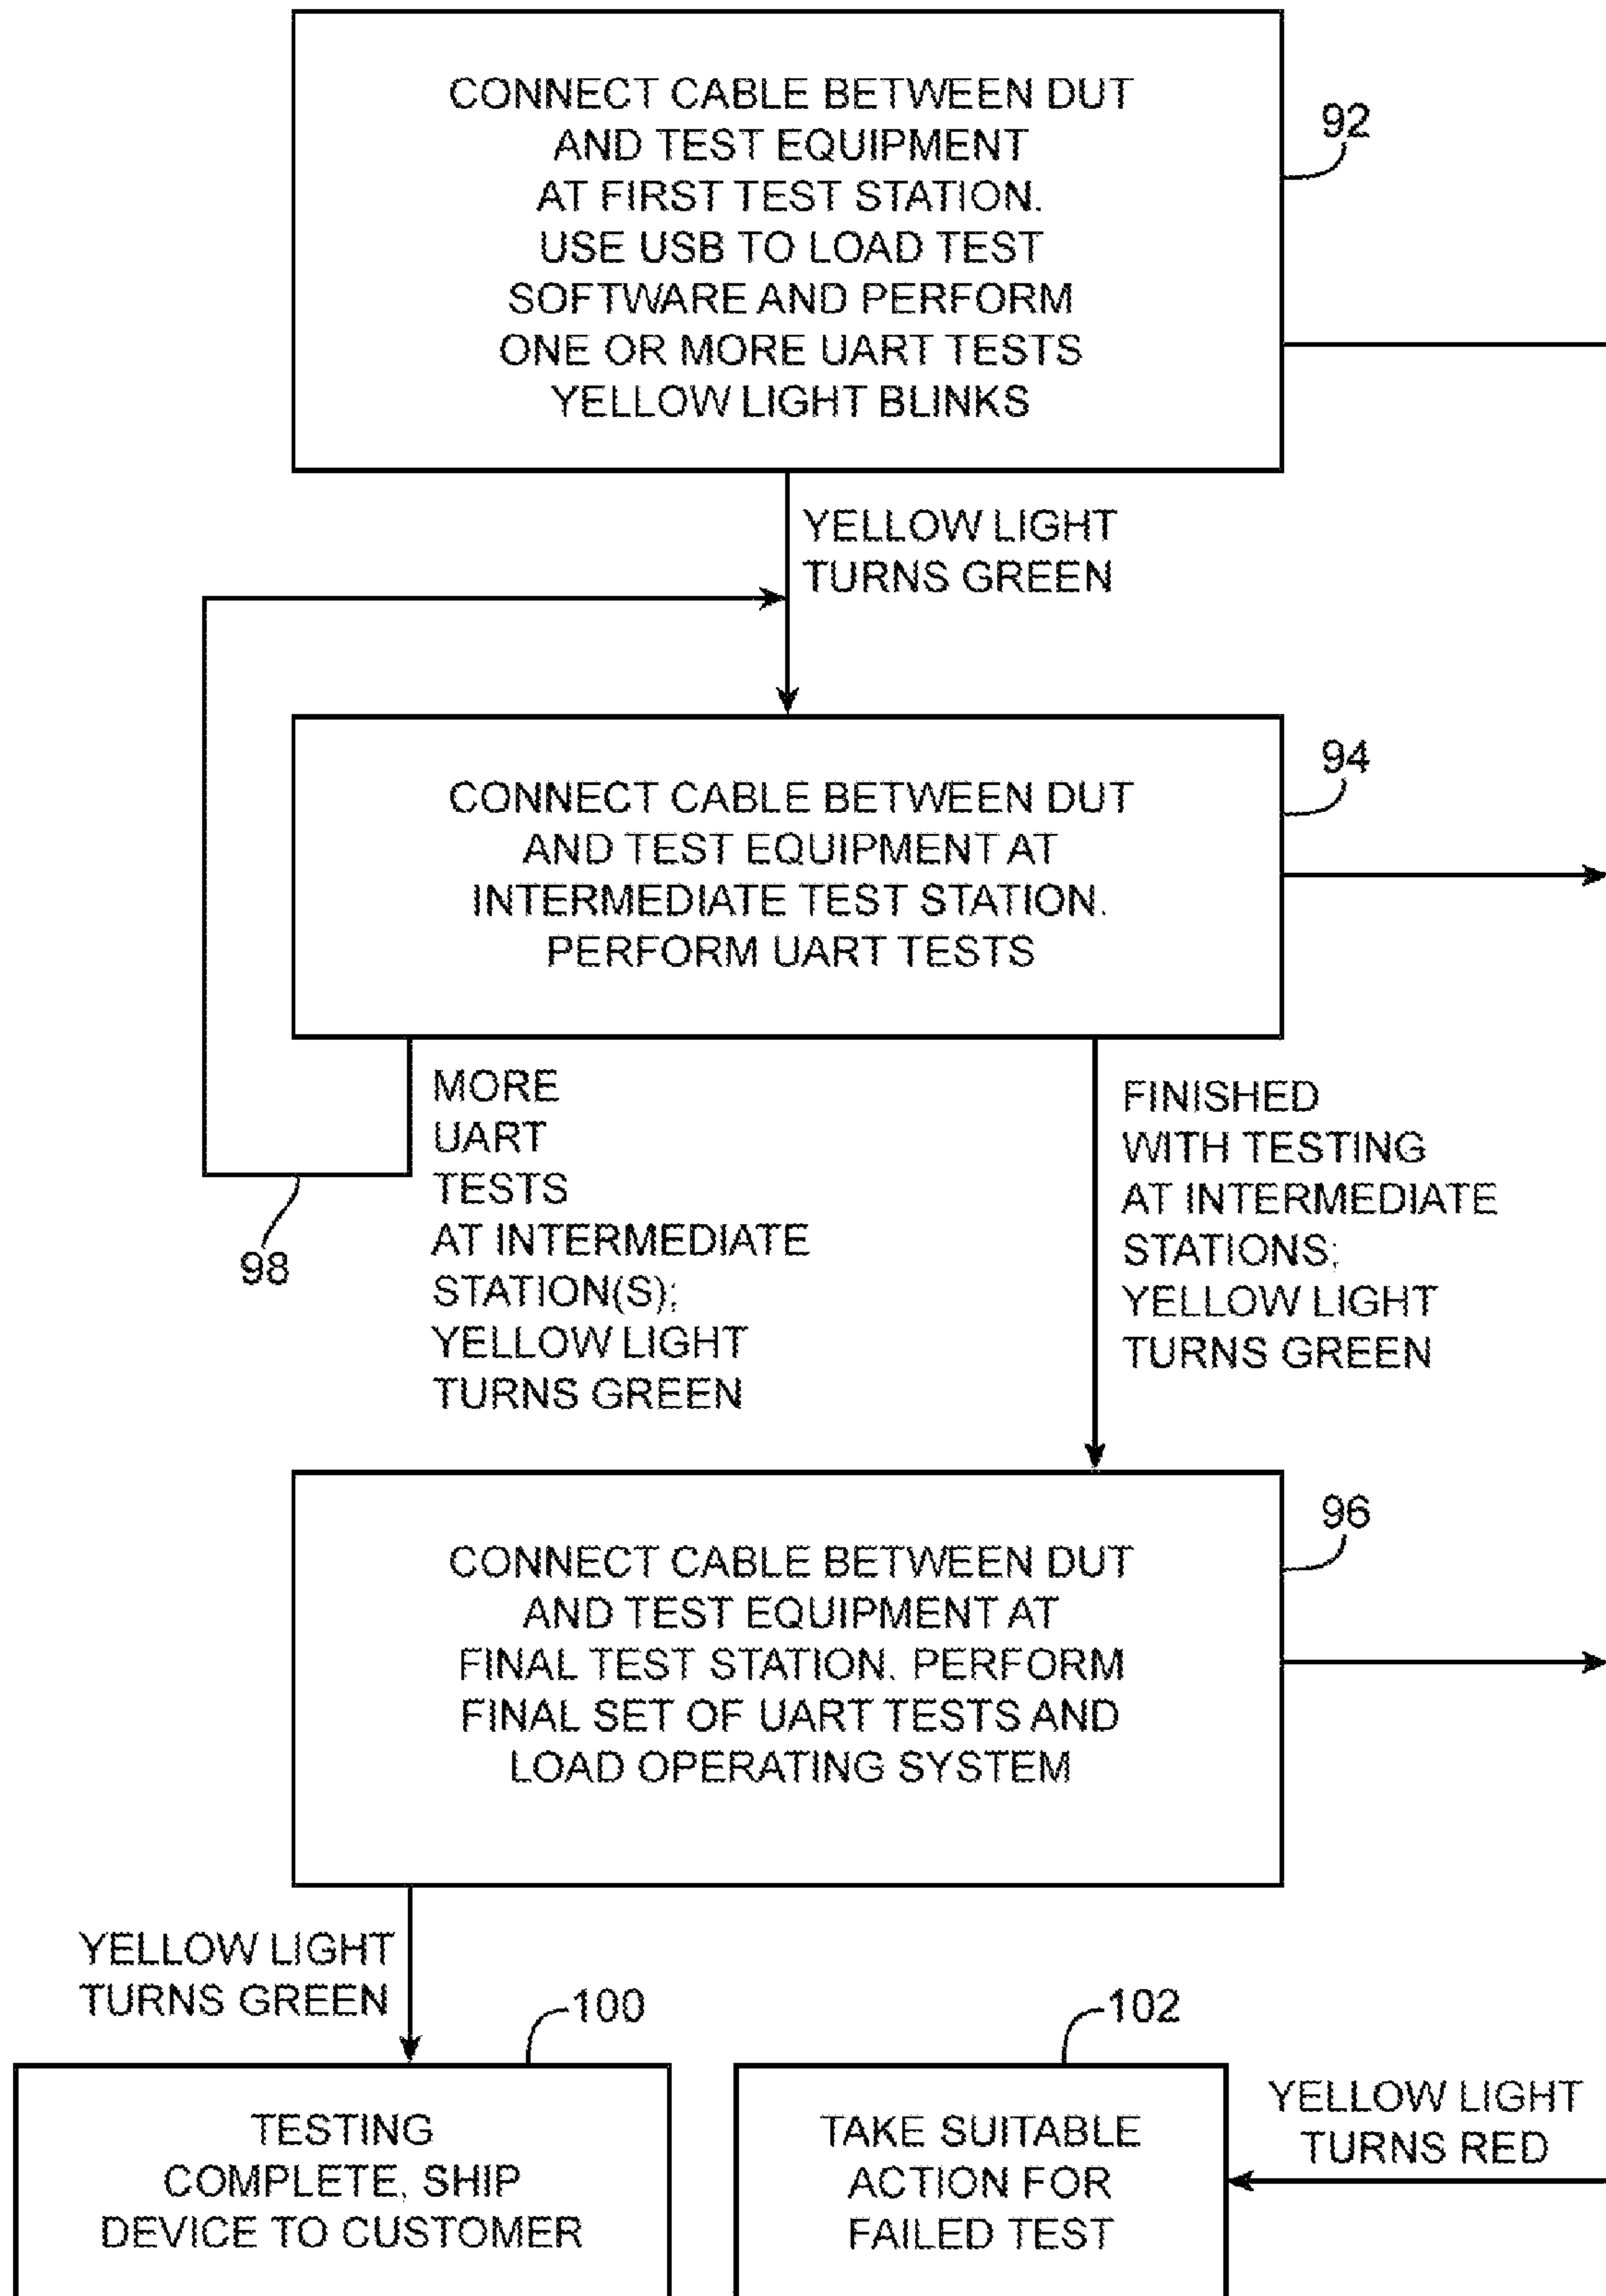 CONNECT CABLE BETWEEN DUT
AND TEST EQUIPMENT
AT FIRST TEST STATION.
USE USB TO LOAD TEST
SOFTWARE AND PERFORM
ONE OR MORE UART TESTS
YELLOW LIGHT BLINKS
92
YELLOW LIGHT
TURNS GREEN
94
CONNECT CABLE BETWEEN DUT
AND TEST EQUIPMENT AT
INTERMEDIATE TEST STATION.
PERFORM UART TESTS
MORE
UART
TESTS
AT INTERMEDIATE
STATION(S);
YELLOW LIGHT
TURNS GREEN
98
FINISHED
WITH TESTING
AT INTERMEDIATE
STATIONS;
YELLOW LIGHT
TURNS GREEN
96
CONNECT CABLE BETWEEN DUT
AND TEST EQUIPMENT AT
FINAL TEST STATION. PERFORM
FINAL SET OF UART TESTS AND
LOAD OPERATING SYSTEM
YELLOW LIGHT
TURNS GREEN
100
TESTING
COMPLETE, SHIP
DEVICE TO CUSTOMER
102
TAKE SUITABLE
ACTION FOR
FAILED TEST
YELLOW LIGHT
TURNS RED